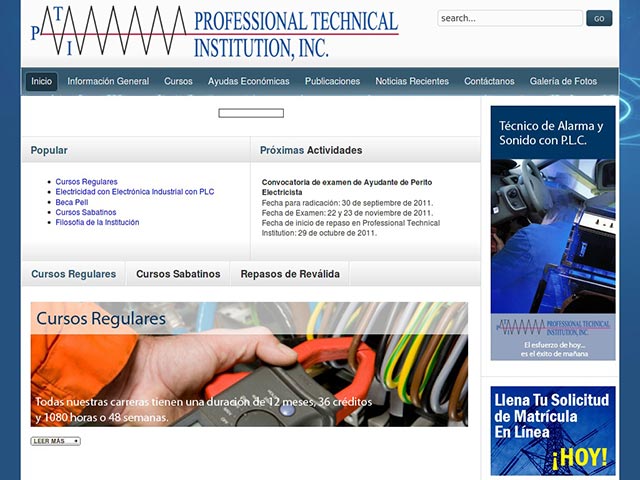 P T I PROFESSIONAL TECHNICAL
INSTITUTION, INC.
search...
GO
Inicio Información General Cursos Ayudas Económicas Publicaciones Noticias Recientes Contáctanos Galería de Fotos
Popular
Cursos Regulares
Electricidad con Electrónica Industrial con PLC
Beca Pell
Cursos Sabatinos
Filosofia de la Institución
Próximas Actividades
Convocatoria de examen de Ayudante de Perito
Electricista
Fecha para radicación: 30 de septiembre de 2011.
Fecha de Examen: 22 y 23 de noviembre de 2011.
Fecha de inicio de repaso en Professional Technical
Institution: 29 de octubre de 2011.
Cursos Regulares Cursos Sabatinos Repasos de Reválida
Cursos Regulares
Todas nuestras carreras tienen una duración de 12 meses, 36 créditos
y 1080 horas o 48 semanas.
LEER MÁS
Técnico de Alarma y
Sonido con P.L.C.
PROFESSIONAL TECHNICAL
INSTITUTION, INC.
El esfuerzo de hoy...
es el éxito de mañana
Llena Tu Solicitud
de Matrícula
En Línea
¡HOY!